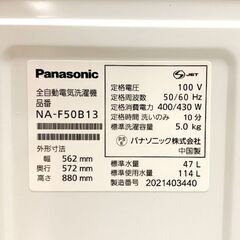 Panasonic
全自動電気洗濯機
品番
NA-F50B13
外形寸法
幅 562 mm
奥行 572 mm
高さ 880 mm
JET
定格電圧 100 V
定格周波数 50/60 Hz
定格消費電力 400/430 W
定格時間 洗いのみ 10分
標準洗濯容量 5.0 kg
パナソニック株式会社
中国製
標準水量 47 L
標準使用水量 114 L
製造番号 2021403440